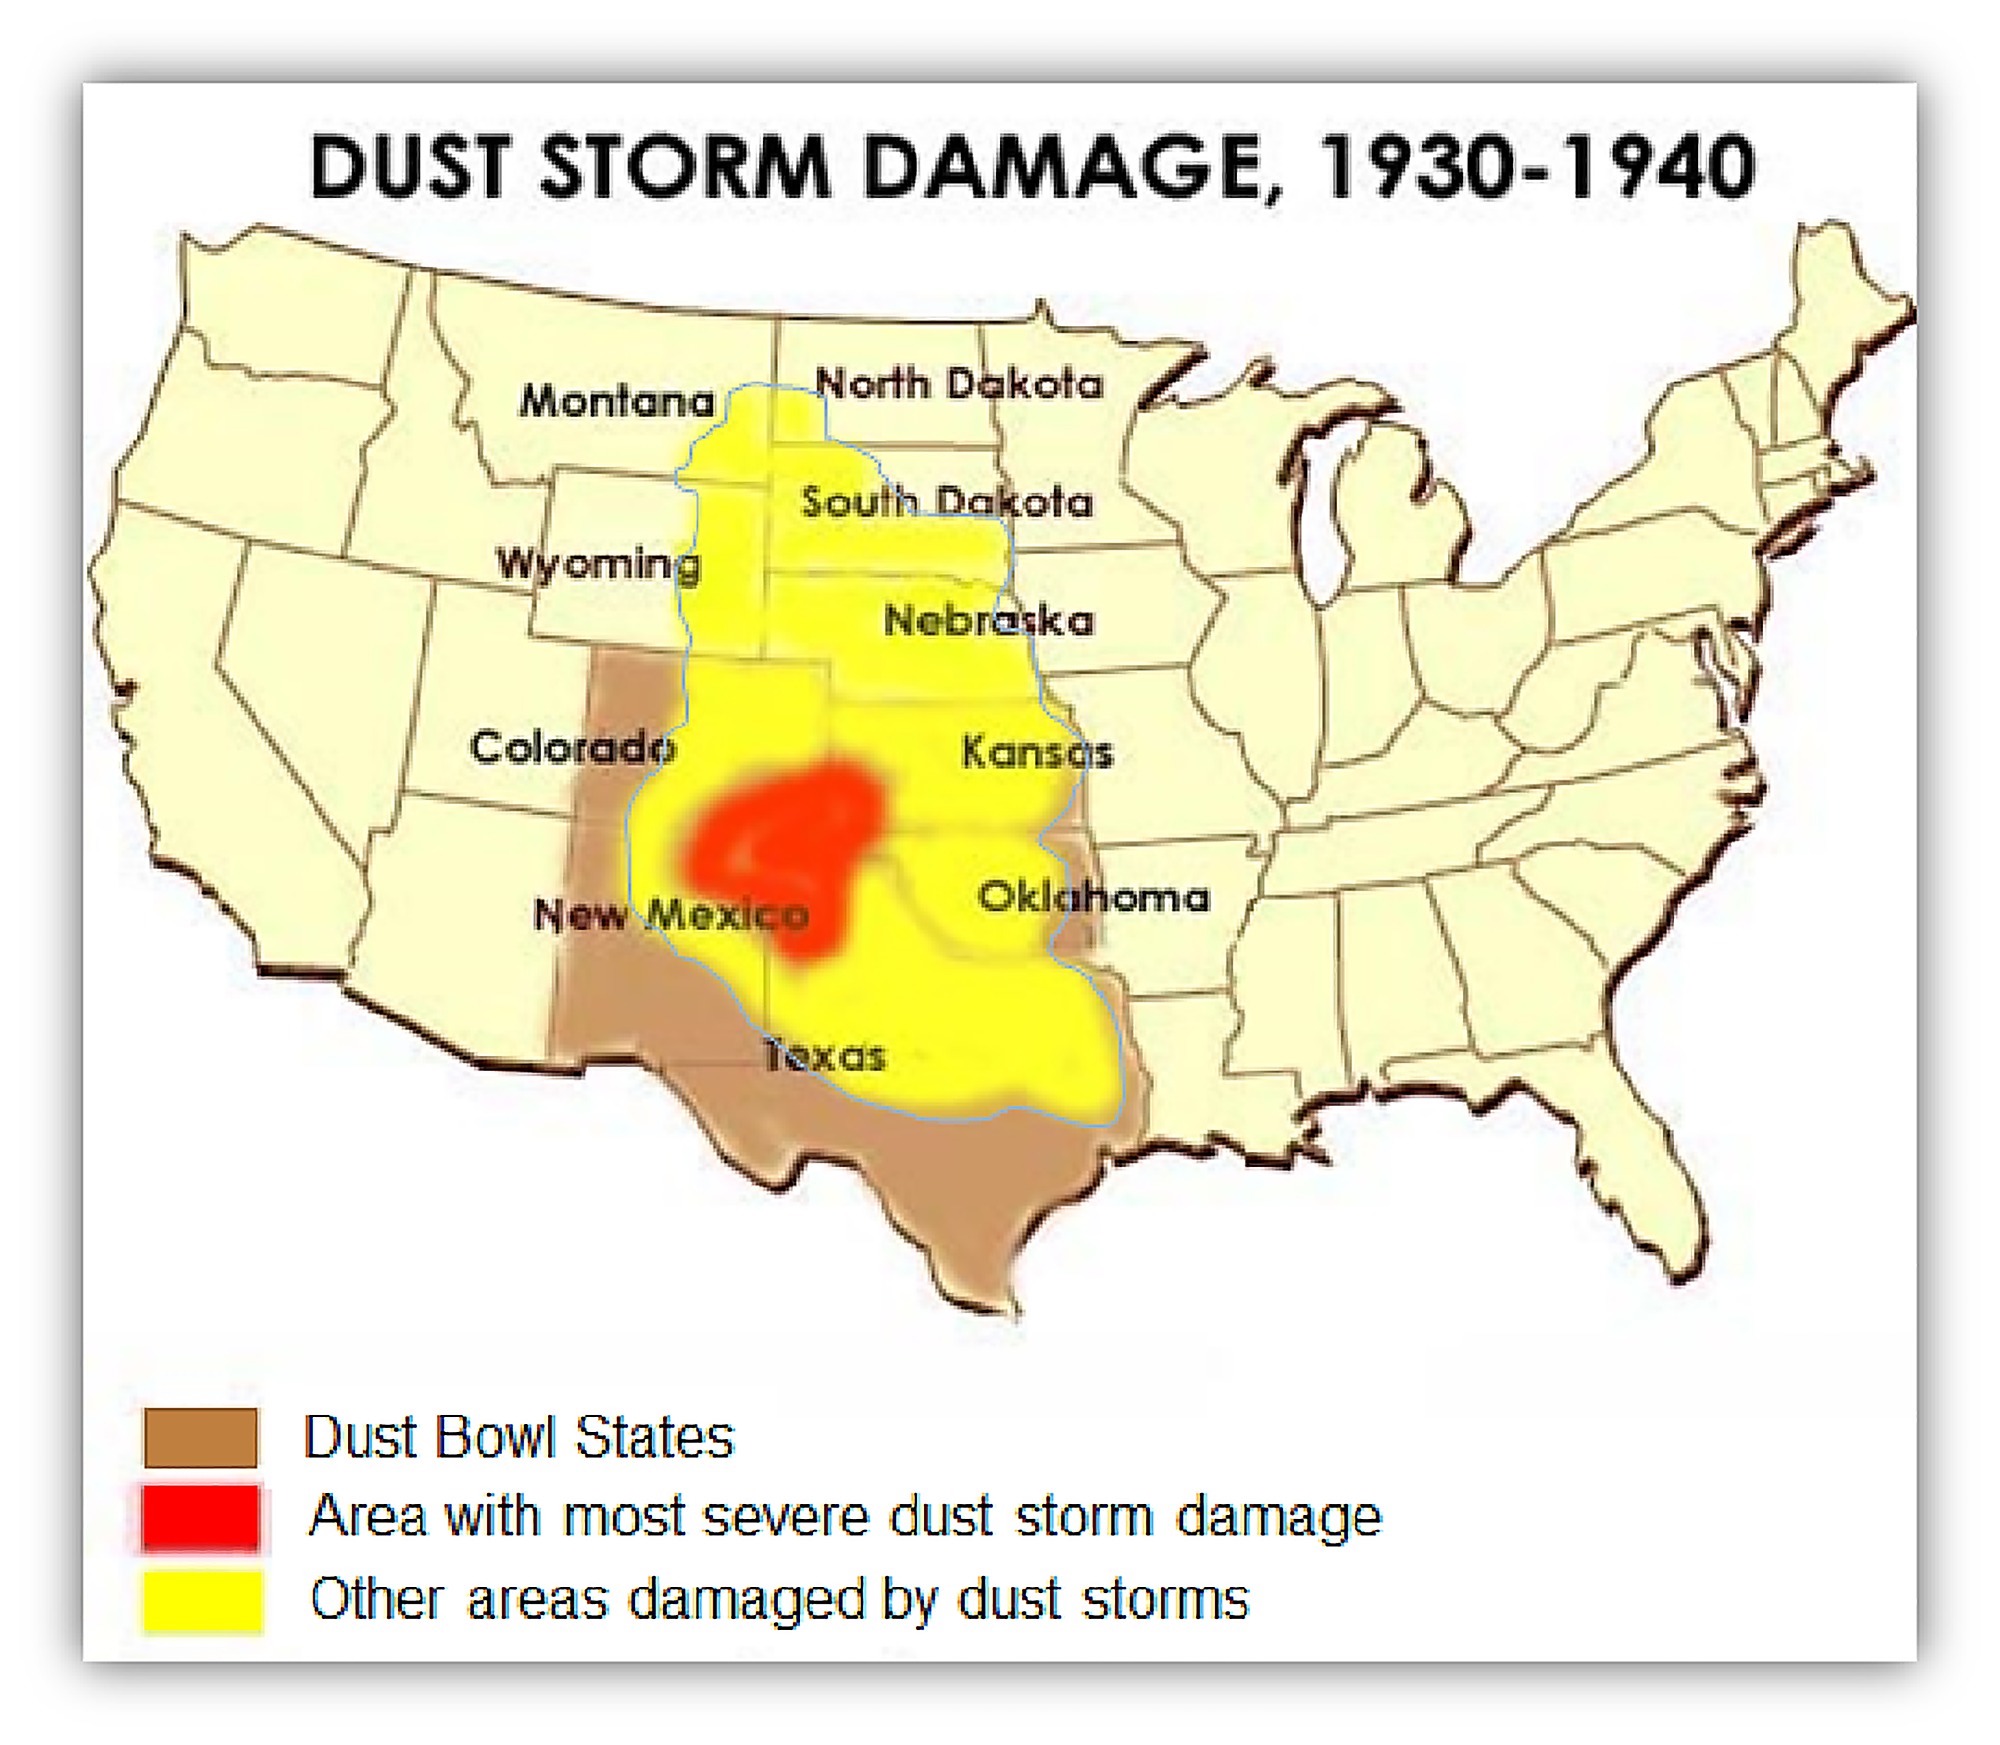 DUST STORM DAMAGE, 1930-1940
Montana
North Dakota
South Dakota
Wyoming
Nebraska
Colorado
Kansas
New Mexico
Oklahoma
Texas
Dust Bowl States
Area with most severe dust storm damage
Other areas damaged by dust storms